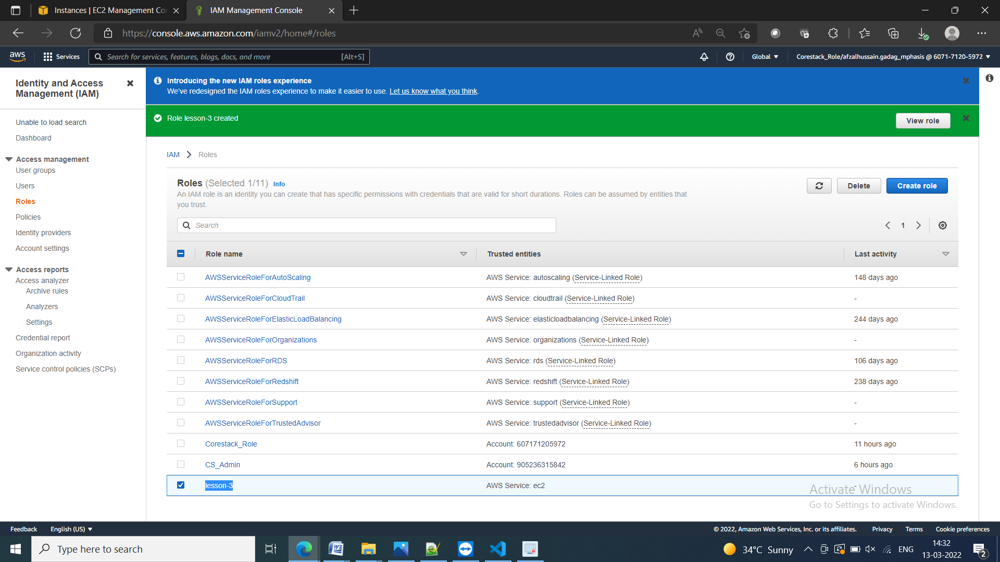 Instances | EC2 Management Co
IAM Management Console
https://console.aws.amazon.com/iamv2/home#/roles
aws
Services
Search for services, features, blogs, docs, and more
[Alt+S]
Global
Corestack_Role/afzalhussain.gadag_mphasis @ 6071-7120-5972
Identity and Access
Management (IAM)
Unable to load search
Dashboard
Access management
User groups
Users
Roles
Policies
Identity providers
Account settings
Access reports
Access analyzer
Archive rules
Analyzers
Settings
Credential report
Organization activity
Service control policies (SCPs)
Introducing the new IAM roles experience
We've redesigned the IAM roles experience to make it easier to use. Let us know what you think.
Role lesson-3 created
View role
IAM > Roles
Roles (Selected 1/11) Info
An IAM role is an identity you can create that has specific permissions with credentials that are valid for short durations. Roles can be assumed by entities that
you trust.
Delete
Create role
Search
1
Role name Trusted entities Last activity
AWSServiceRoleForAutoScaling AWS Service: autoscaling (Service-Linked Role) 148 days ago
AWSServiceRoleForCloudTrail AWS Service: cloudtrail (Service-Linked Role) -
AWSServiceRoleForElasticLoadBalancing AWS Service: elasticloadbalancing (Service-Linked Role) 244 days ago
AWSServiceRoleForOrganizations AWS Service: organizations (Service-Linked Role) -
AWSServiceRoleForRDS AWS Service: rds (Service-Linked Role) 106 days ago
AWSServiceRoleForRedshift AWS Service: redshift (Service-Linked Role) 238 days ago
AWSServiceRoleForSupport AWS Service: support (Service-Linked Role) -
AWSServiceRoleForTrustedAdvisor AWS Service: trustedadvisor (Service-Linked Role) -
Corestack_Role Account: 607171205972 11 hours ago
CS_Admin Account: 905236315842 6 hours ago
lesson-3 AWS Service: ec2 -
Activate Windows
Go to Settings to activate Windows.
Feedback English (US)
© 2022, Amazon Web Services, Inc. or its affiliates. Privacy Terms Cookie preferences
Type here to search
34°C Sunny
ENG
14:32
13-03-2022
2